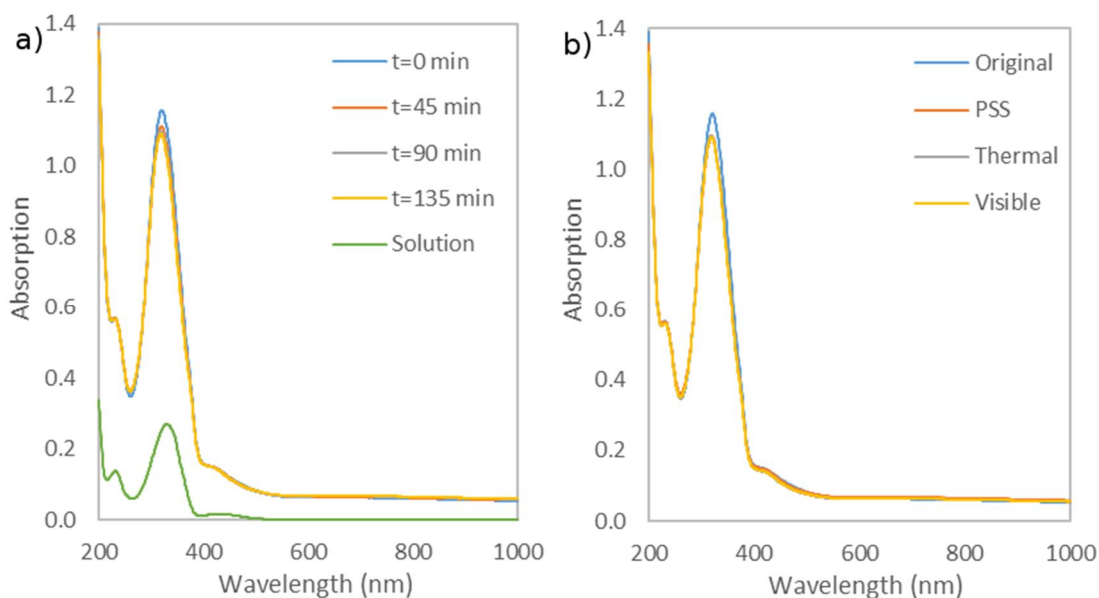 a)
1.4
1.2
1.0
0.8
0.6
0.4
0.2
0.0
Absorption
t=0 min
t=45 min
t=90 min
t=135 min
Solution
200
400
600
800
1000
Wavelength (nm)
b)
1.4
1.2
1.0
0.8
0.6
0.4
0.2
0.0
Absorption
Original
PSS
Thermal
Visible
200
400
600
800
1000
Wavelength (nm)